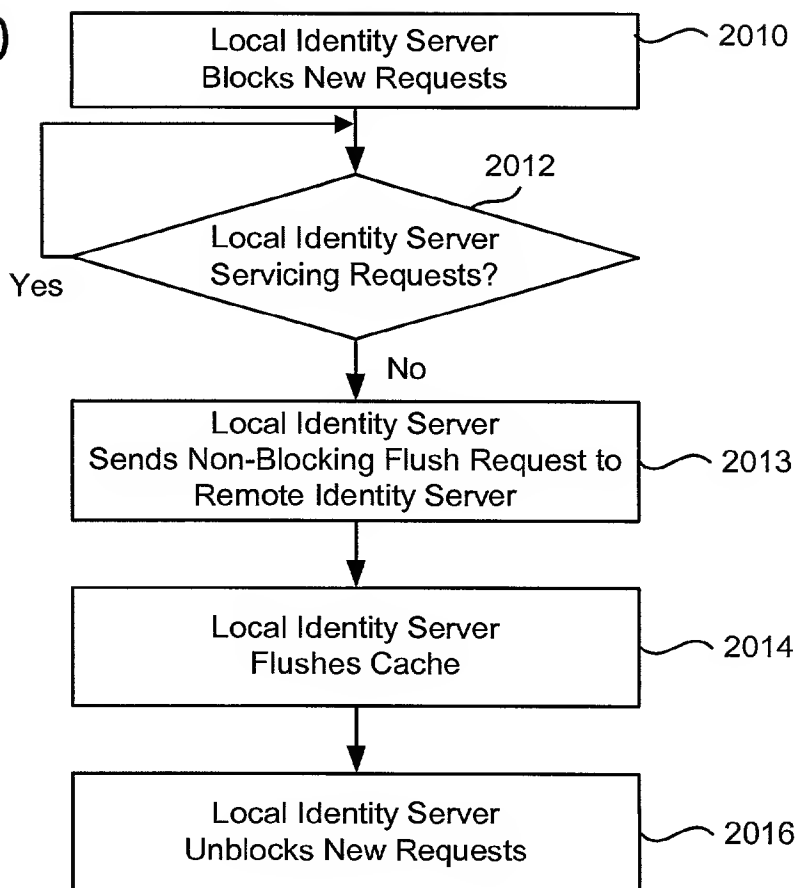 Local Identity Server
Blocks New Requests
2010
2012
Local Identity Server
Servicing Requests?
Yes
No
Local Identity Server
Sends Non-Blocking Flush Request to
Remote Identity Server
2013
Local Identity Server
Flushes Cache
2014
Local Identity Server
Unblocks New Requests
2016